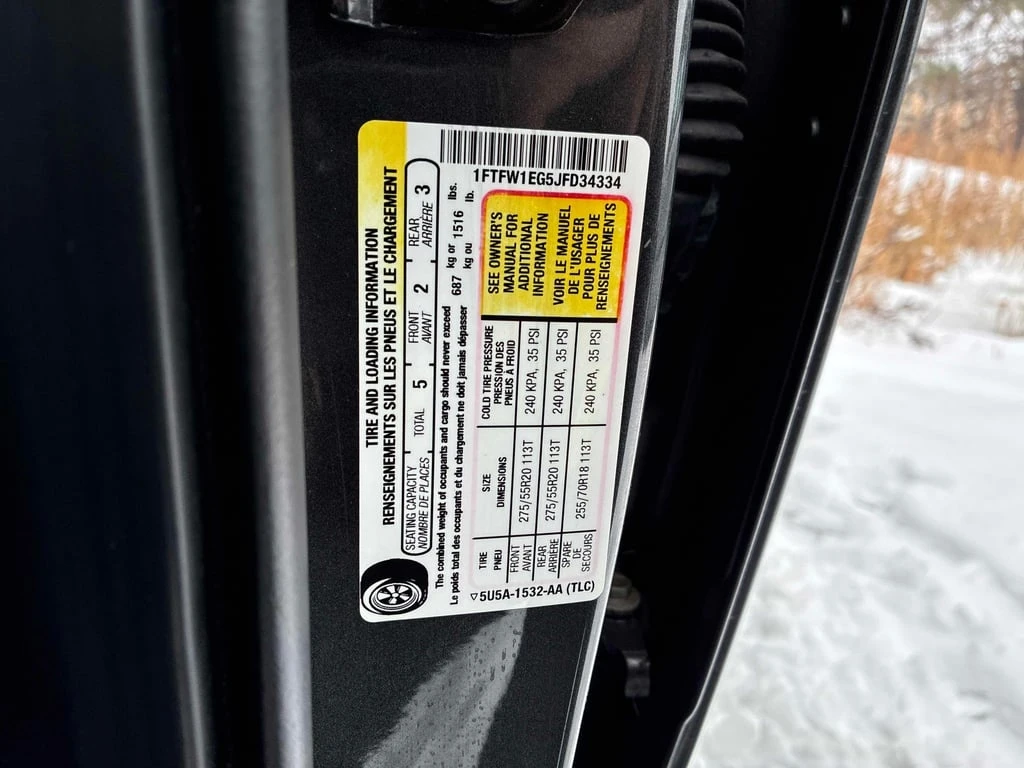 1FTFW1EG5JFD34334
TIRE AND LOADING INFORMATION
RENSEIGNEMENTS SUR LES PNEUS ET LE CHARGEMENT
SEATING CAPACITY
NOMBRE DE PLACES
TOTAL 5
FRONT
AVANT
2
REAR
ARRIÈRE
3
The combined weight of occupants and cargo should never exceed 687 kg or 1516 lbs.
Le poids total des occupants et du chargement ne doit jamais dépasser kg ou lb.
TIRE SIZE COLD TIRE PRESSURE
PNEU DIMENSIONS PRESSION DES
PNEUS À FROID
FRONT
AVANT
275/55R20 113T 240 KPA, 35 PSI
REAR
ARRIÈRE
275/55R20 113T 240 KPA, 35 PSI
SPARE
DE
SECOURS
255/70R18 113T 240 KPA, 35 PSI
SEE OWNER'S
MANUAL FOR
ADDITIONAL
INFORMATION
VOIR LE MANUEL
DE L'USAGER
POUR PLUS DE
RENSEIGNEMENTS
▽5U5A-1532-AA (TLC)